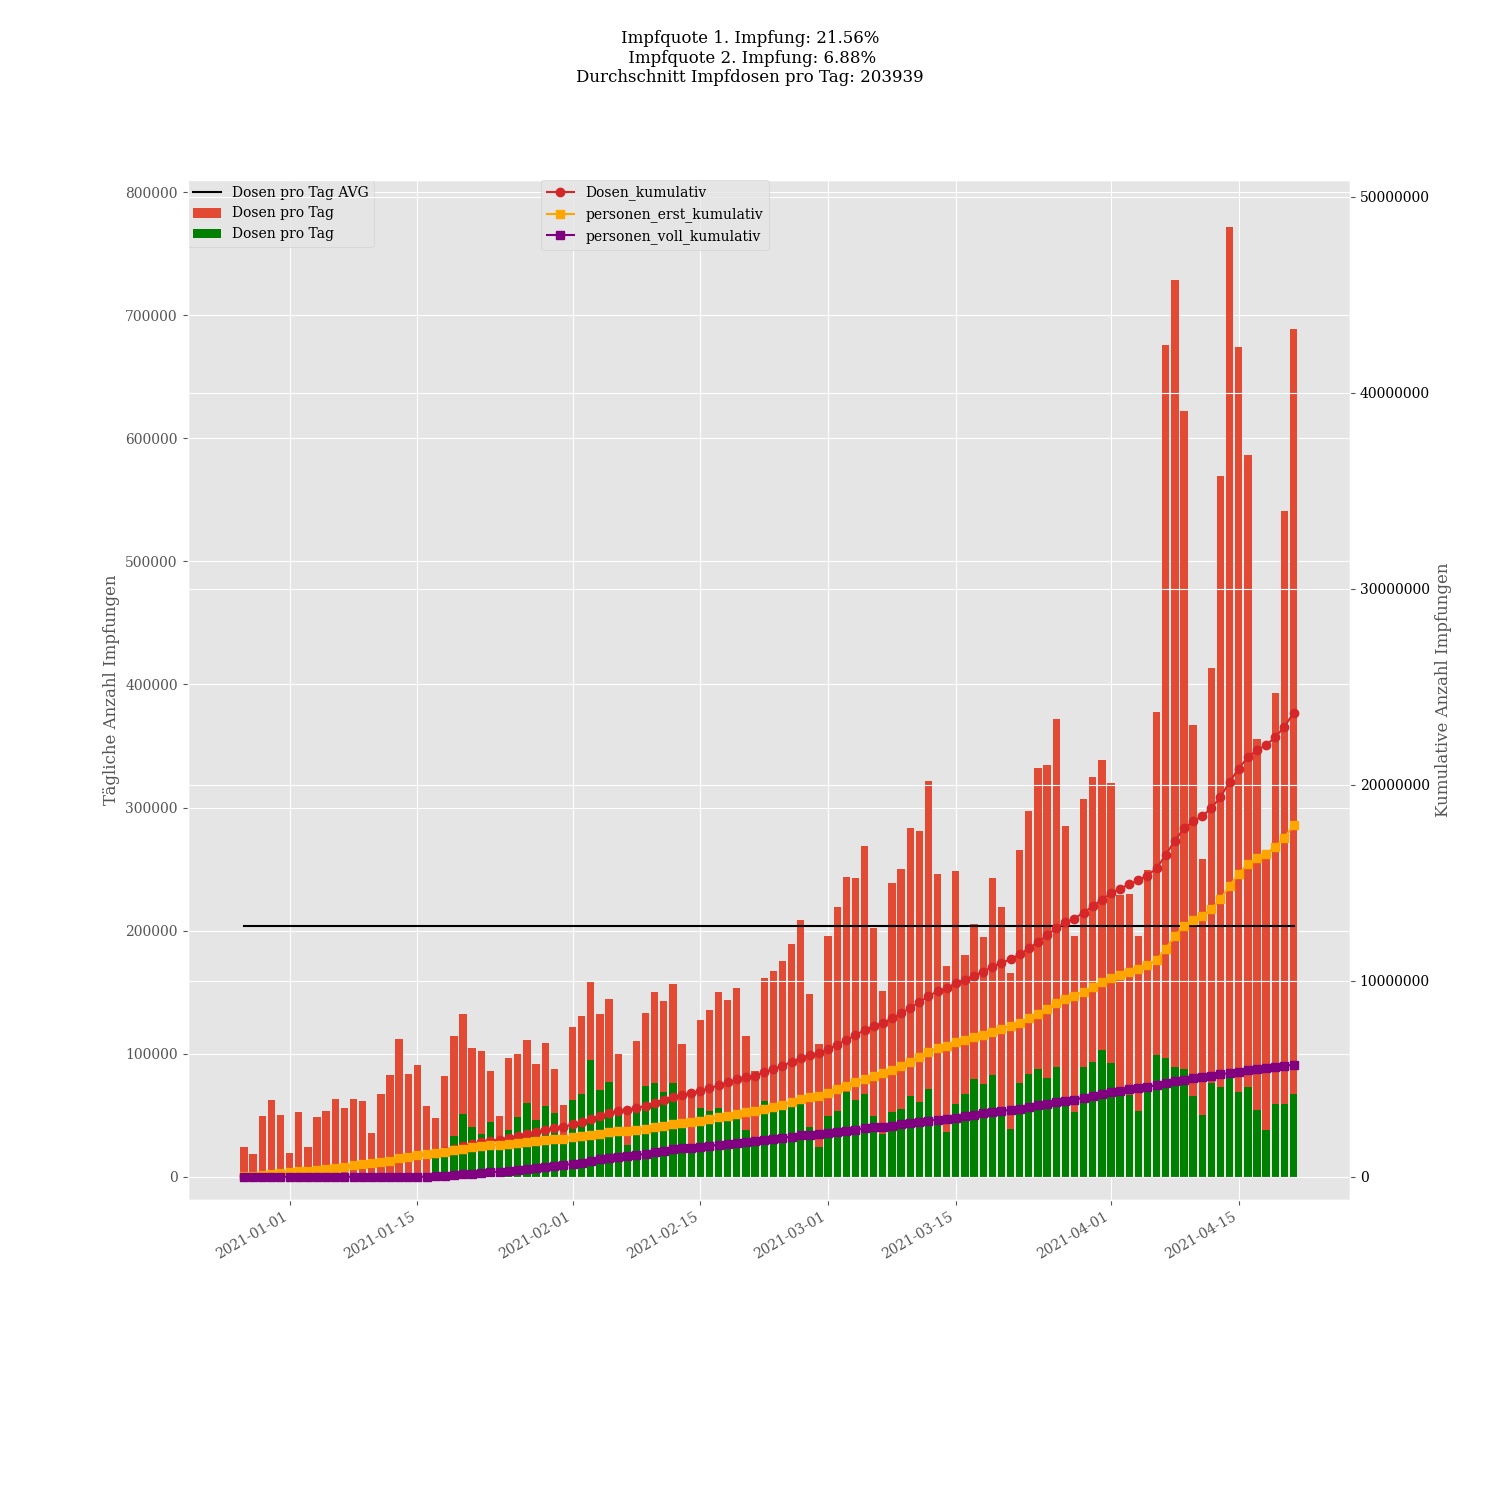 Impfquote 1. Impfung: 21.56%
Impfquote 2. Impfung: 6.88%
Durchschnitt Impfdosen pro Tag: 203939
Dosen pro Tag AVG
Dosen pro Tag
Dosen pro Tag
Dosen_kumulativ
personen_erst_kumulativ
personen_voll_kumulativ
Tägliche Anzahl Impfungen
800000
700000
600000
500000
400000
300000
200000
100000
0
Kumulative Anzahl Impfungen
50000000
40000000
30000000
20000000
10000000
0
2021-01-01
2021-01-15
2021-02-01
2021-02-15
2021-03-01
2021-03-15
2021-04-01
2021-04-15